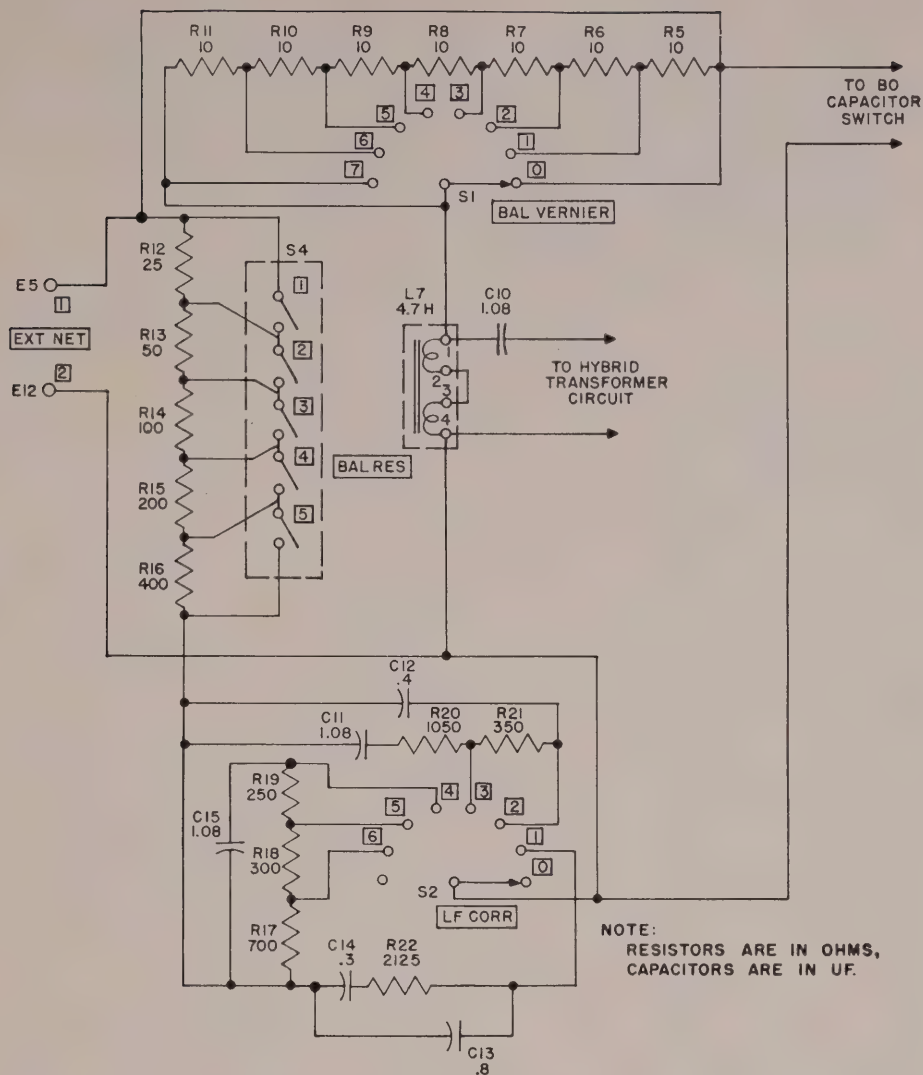 R11
10
R10
10
R9
10
R8
10
R7
10
R6
10
R5
10
TO BO
CAPACITOR
SWITCH
4
3
5
2
6
1
7
0
S1
BAL VERNIER
R12
25
S4
E5
1
EXT NET
E12
2
R13
50
R14
100
R15
200
R16
400
1
2
3
4
5
BAL RES
L7
4.7 H
1
2
3
4
C10
1.08
TO HYBRID
TRANSFORMER
CIRCUIT
C12
.4
C11
1.08
R20
1050
R21
350
C15
1.08
R19
250
R18
300
R17
700
4
3
5
2
6
1
0
S2
LF CORR
C14
.3
R22
2125
C13
.8
NOTE:
RESISTORS ARE IN OHMS,
CAPACITORS ARE IN UF.